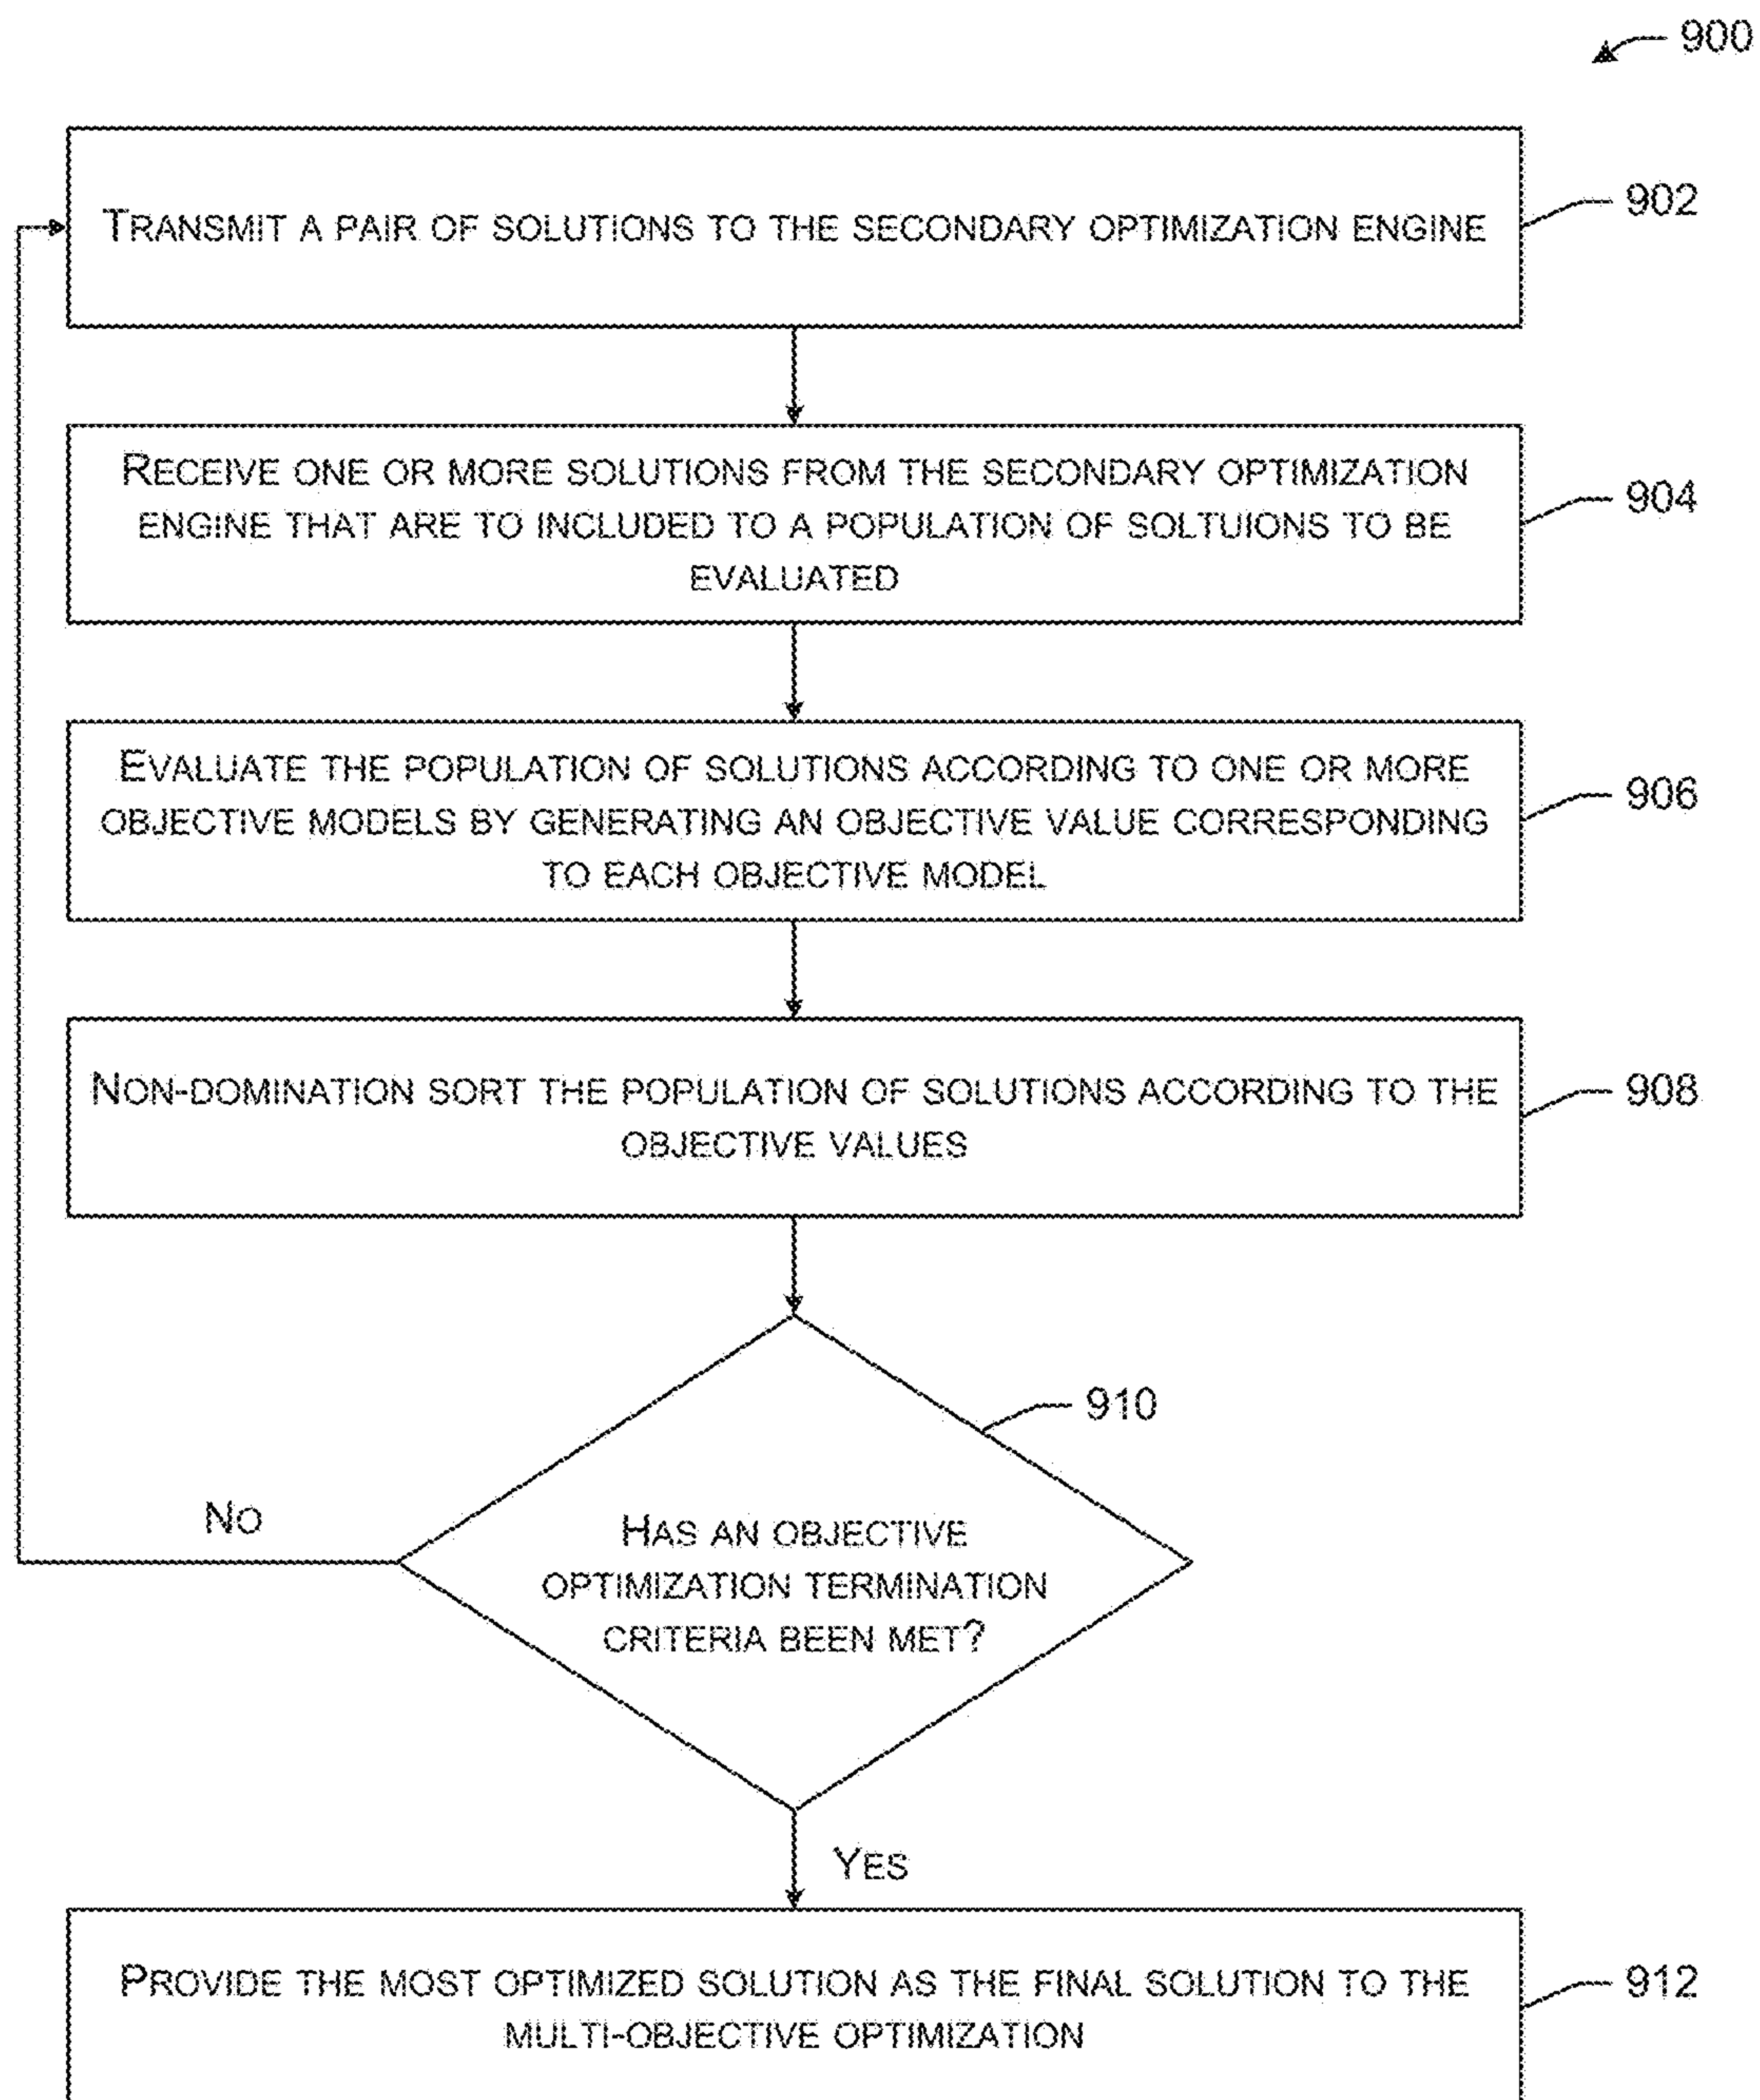 900
TRANSMIT A PAIR OF SOLUTIONS TO THE SECONDARY OPTIMIZATION ENGINE
902
RECEIVE ONE OR MORE SOLUTIONS FROM THE SECONDARY OPTIMIZATION
ENGINE THAT ARE TO INCLUDED TO A POPULATION OF SOLTUIONS TO BE
EVALUATED
904
EVALUATE THE POPULATION OF SOLUTIONS ACCORDING TO ONE OR MORE
OBJECTIVE MODELS BY GENERATING AN OBJECTIVE VALUE CORRESPONDING
TO EACH OBJECTIVE MODEL
906
NON-DOMINATION SORT THE POPULATION OF SOLUTIONS ACCORDING TO THE
OBJECTIVE VALUES
908
910
NO
HAS AN OBJECTIVE
OPTIMIZATION TERMINATION
CRITERIA BEEN MET?
YES
PROVIDE THE MOST OPTIMIZED SOLUTION AS THE FINAL SOLUTION TO THE
MULTI-OBJECTIVE OPTIMIZATION
912